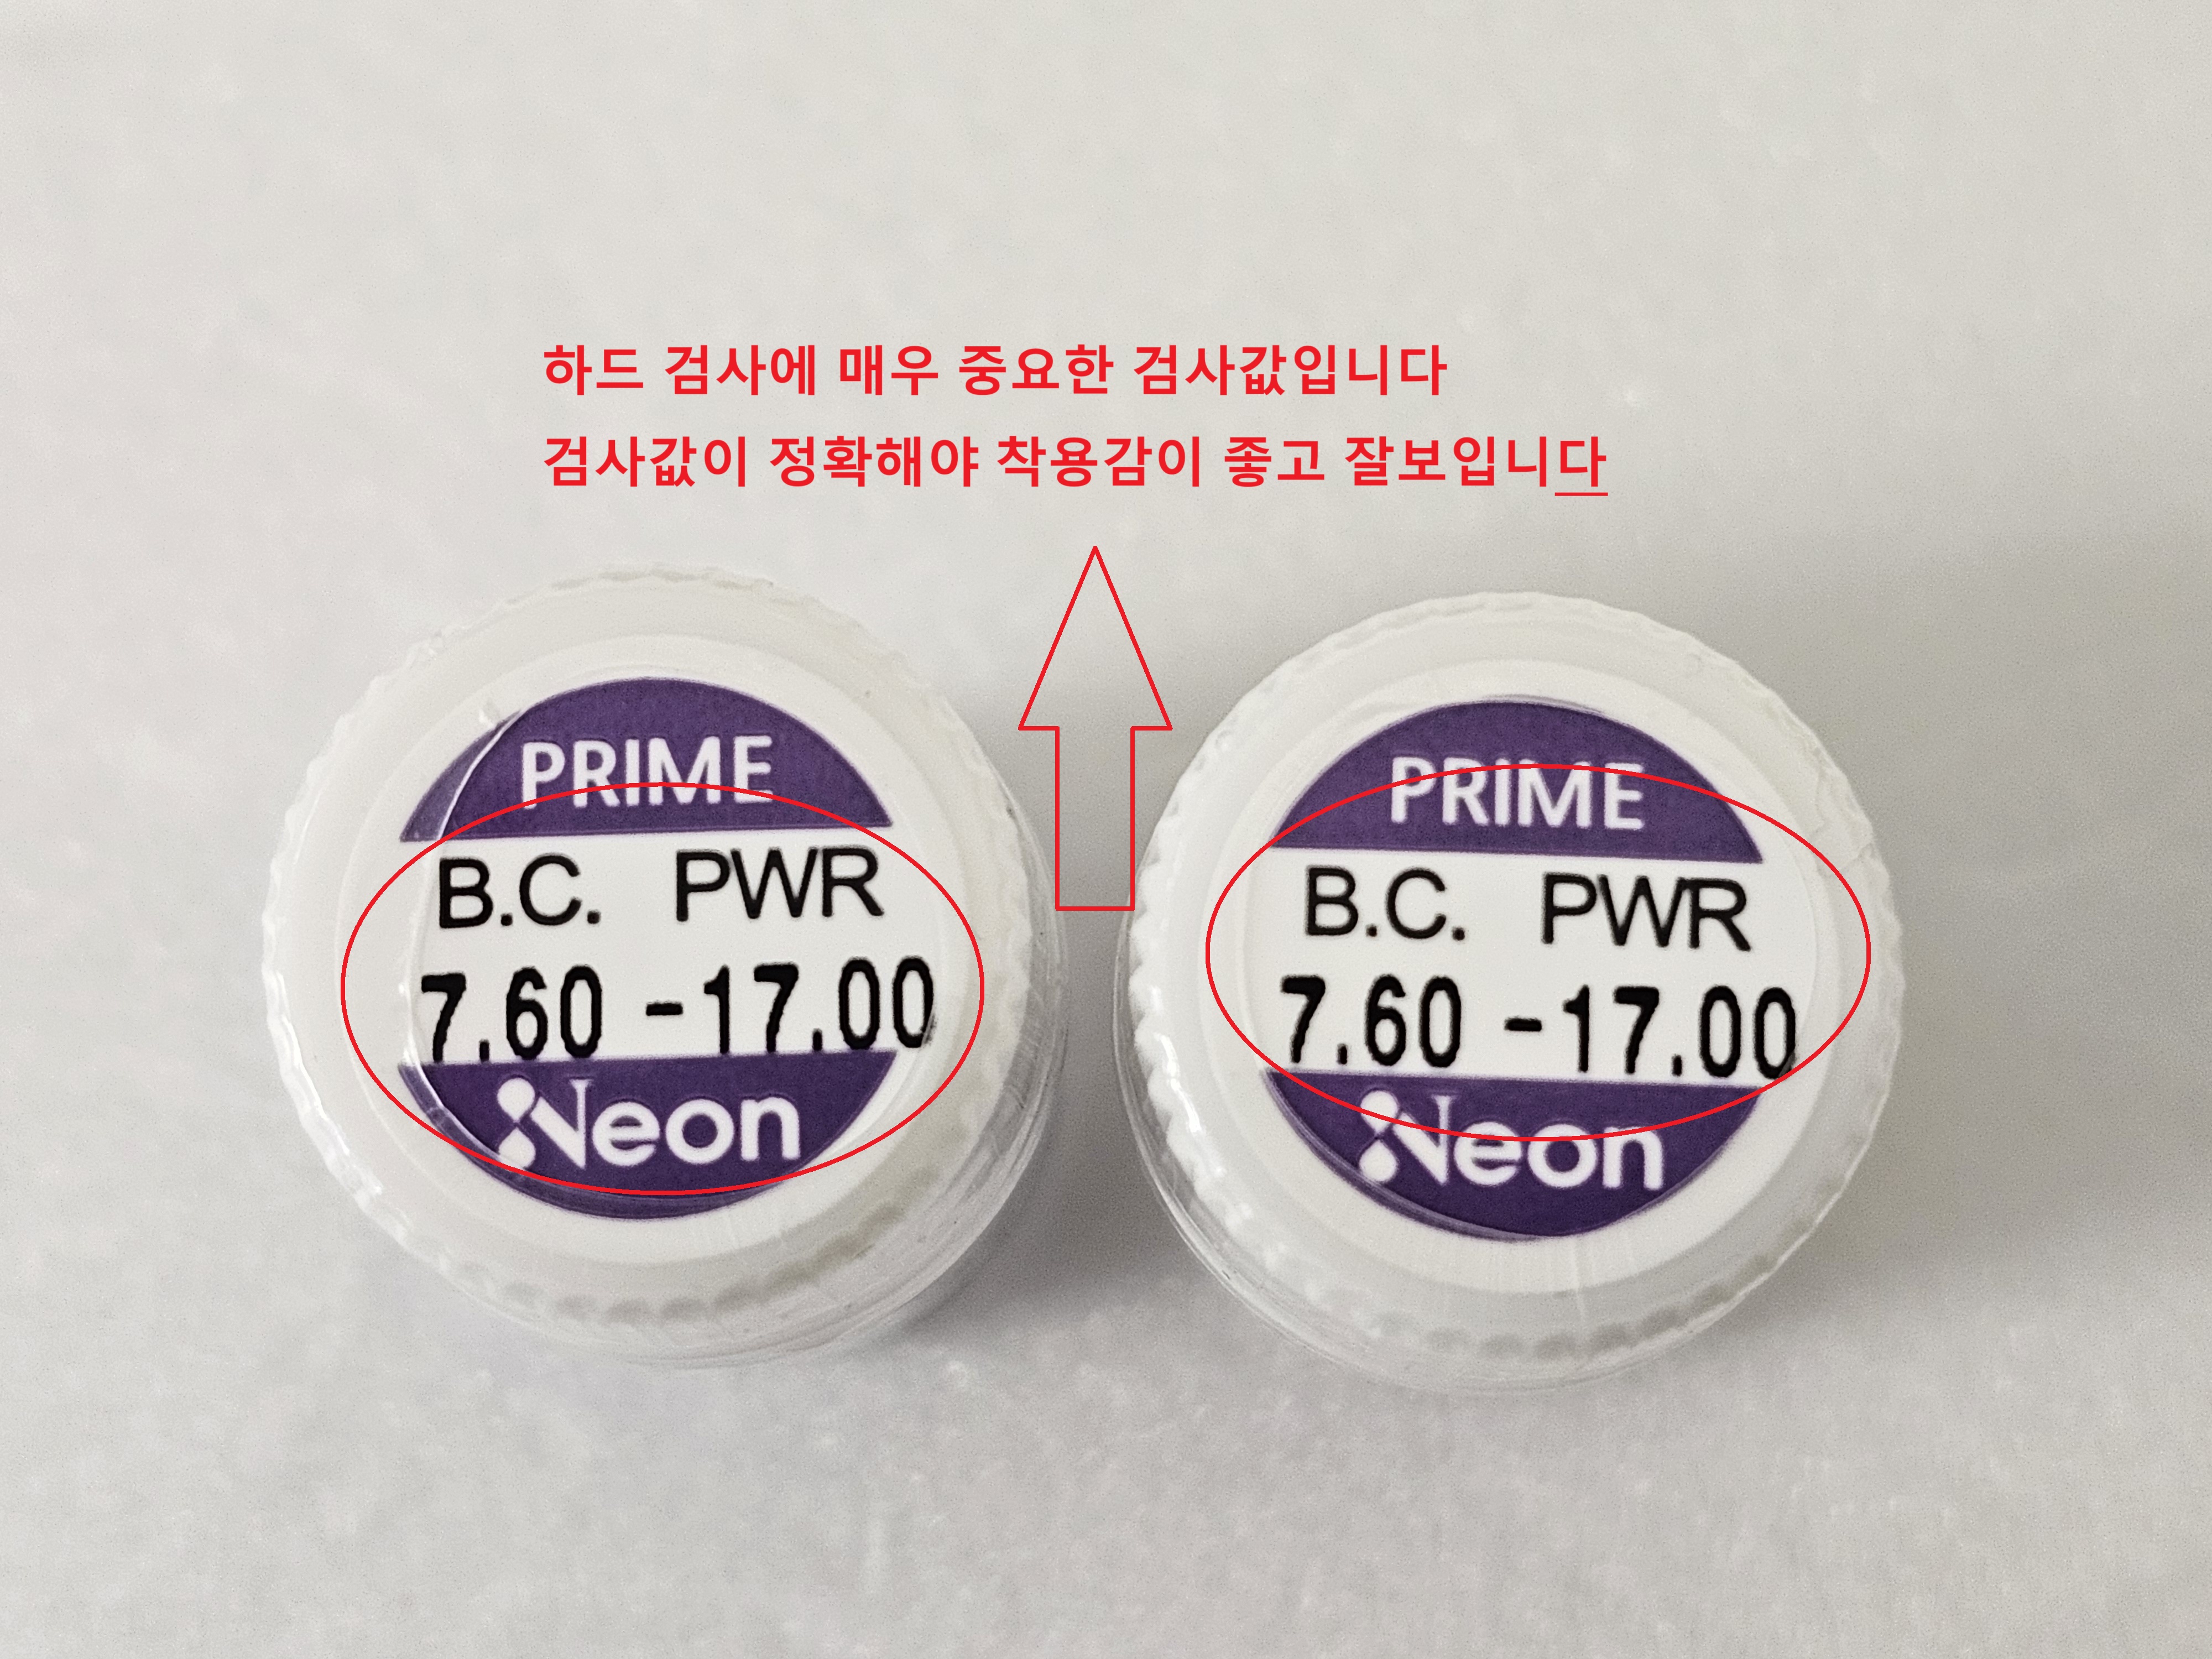 하드 검사에 매우 중요한 검사값입니다
검사값이 정확해야 착용감이 좋고 잘보입니다
PRIME
B.C. PWR
7.60 -17.00
Neon
PRIME
B.C. PWR
7.60 -17.00
Neon